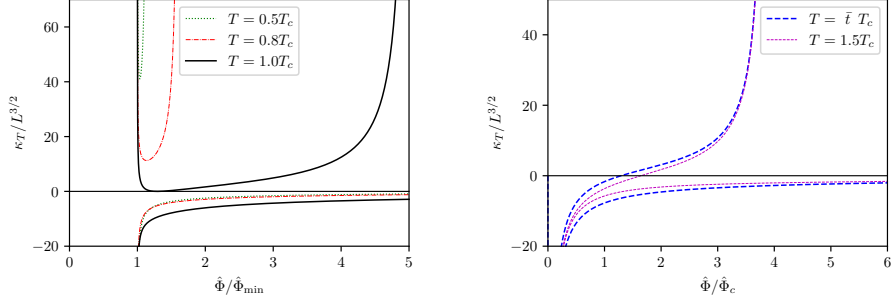 60
40
20
0
−20
κ_T/L^{3/2}
T = 0.5T_c
T = 0.8T_c
T = 1.0T_c
0 1 2 3 4 5
Φ̂/Φ̂_min
40
20
0
−20
κ_T/L^{3/2}
T = t̄ T_c
T = 1.5T_c
0 1 2 3 4 5 6
Φ̂/Φ̂_c